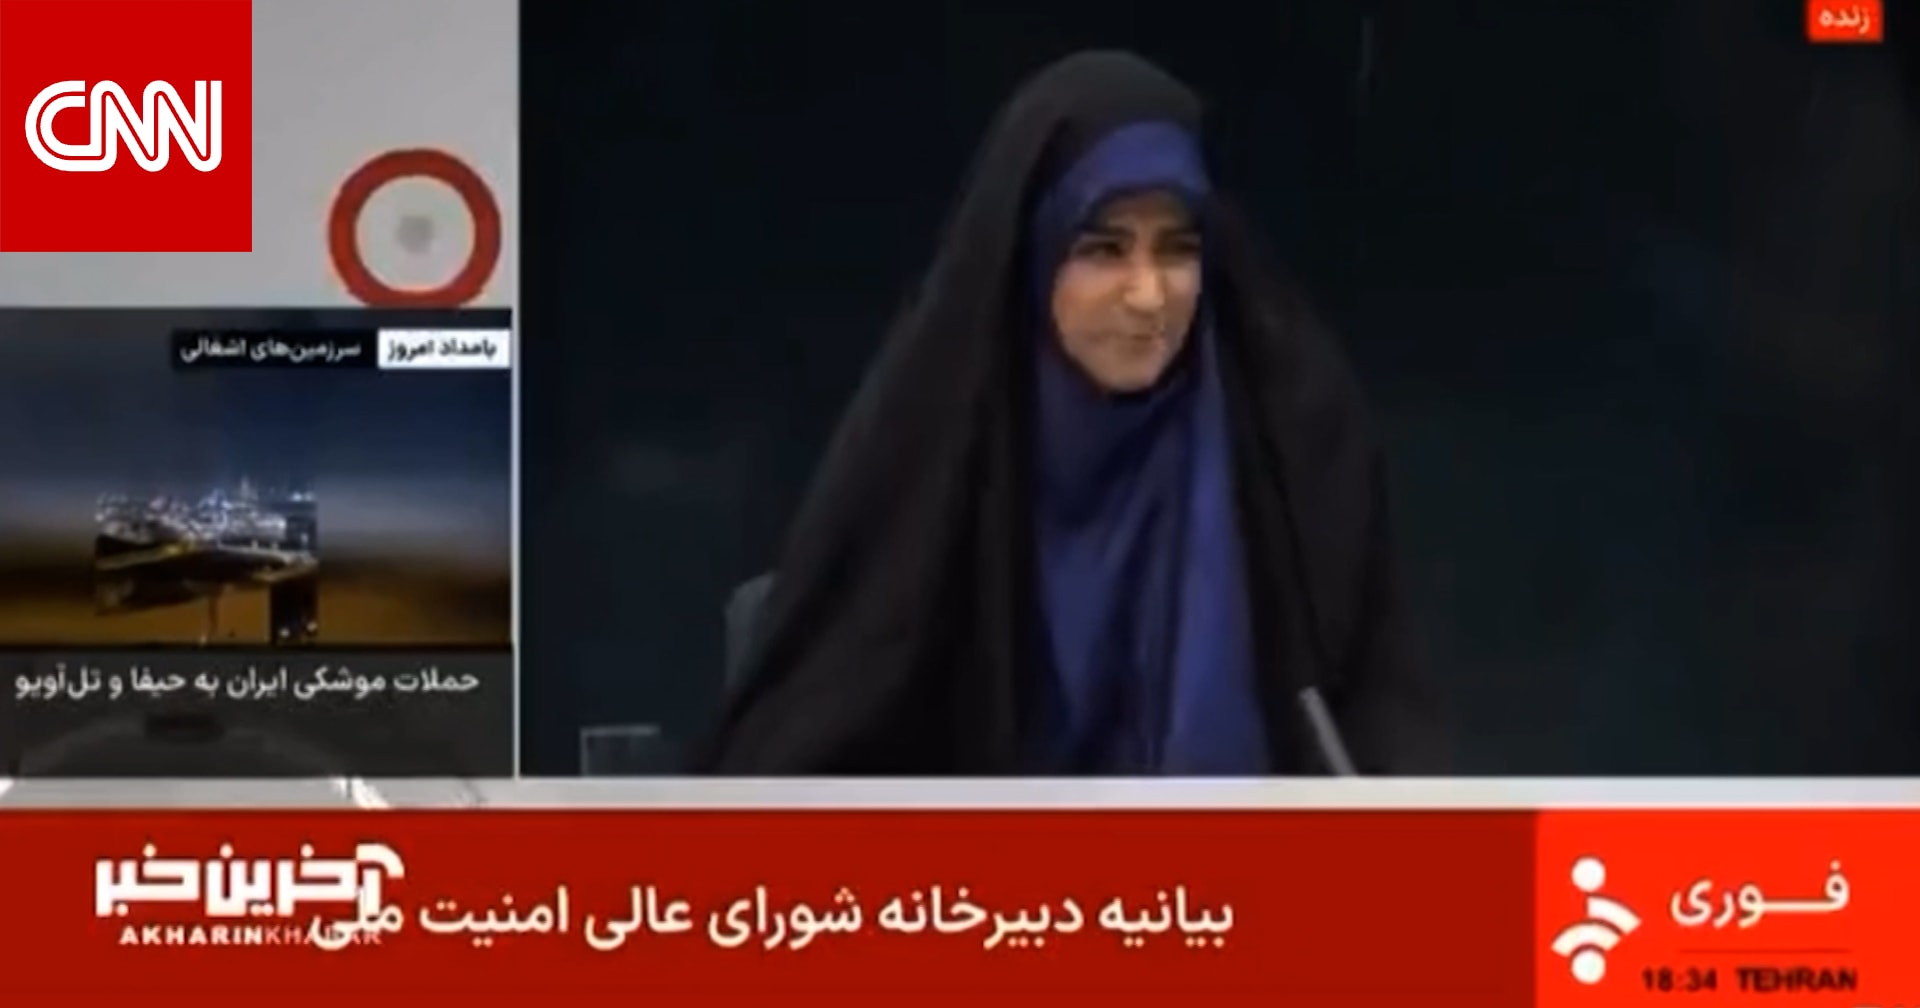 CNN
زنده
بامداد امروز
سرزمین‌های اشغالی
حملات موشکی ایران به حیفا و تل‌آویو
فوری
بیانیه دبیرخانه شورای عالی امنیت ملی
آخرین خبر
AKHARINKHABAR
18:34 TEHRAN